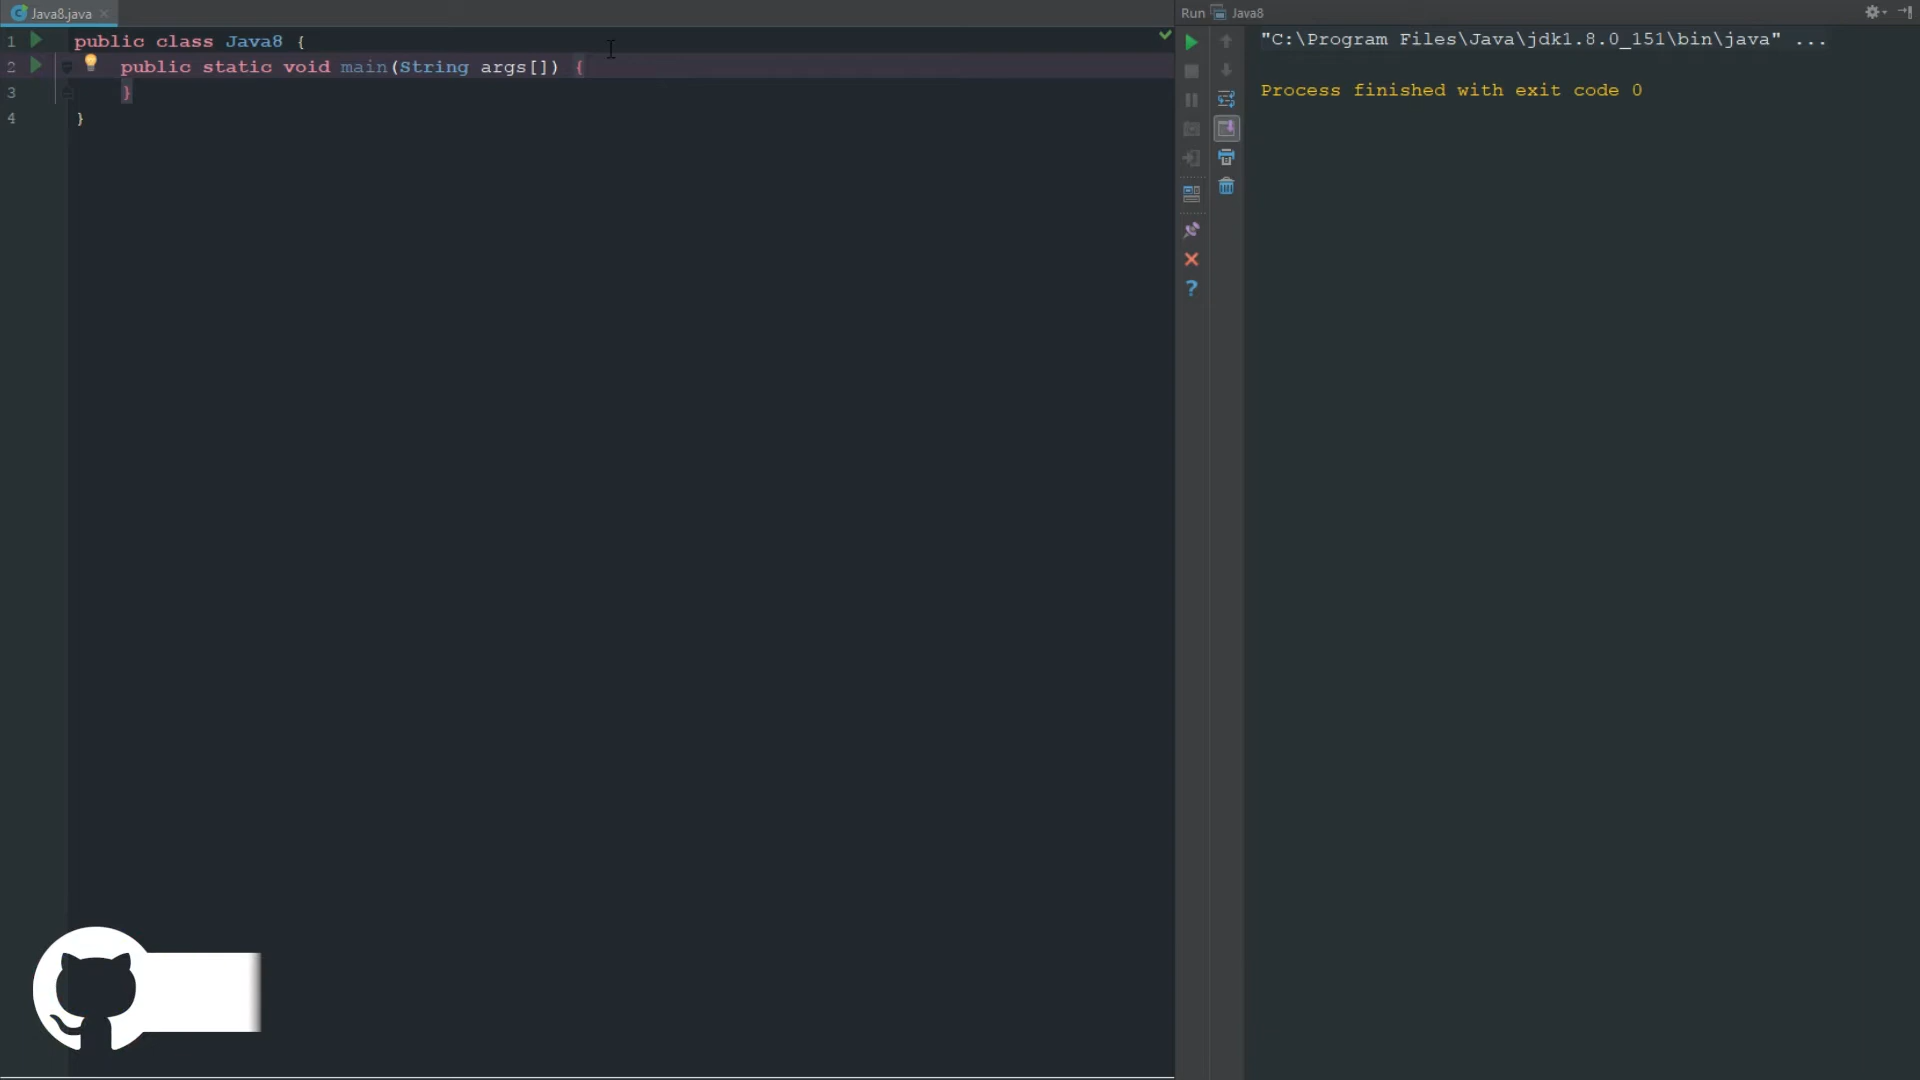 Java8.java
1 public class Java8 {
2 public static void main(String args[]) {
3 }
4 }
Run Java8
"C:\Program Files\Java\jdk1.8.0_151\bin\java" ...
Process finished with exit code 0
?